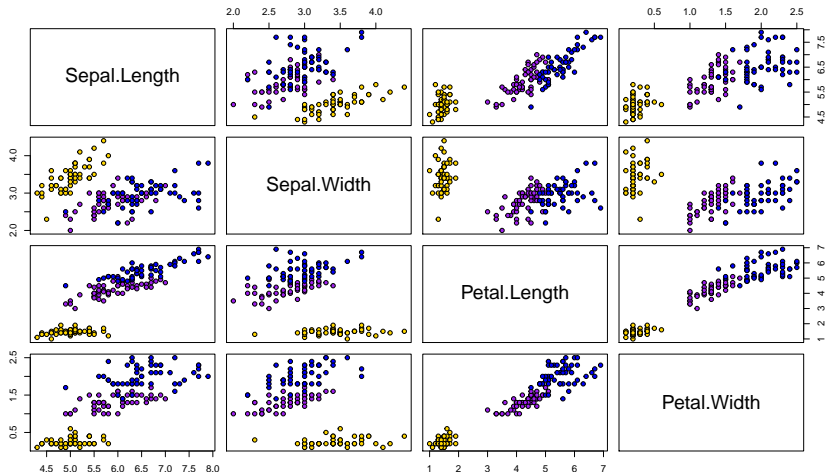 2.0 2.5 3.0 3.5 4.0
0.5 1.0 1.5 2.0 2.5
Sepal.Length
4.5 5.5 6.5 7.5
2.0 3.0 4.0
Sepal.Width
Petal.Length
1 2 3 4 5 6 7
0.5 1.5 2.5
Petal.Width
4.5 5.0 5.5 6.0 6.5 7.0 7.5 8.0
1 2 3 4 5 6 7